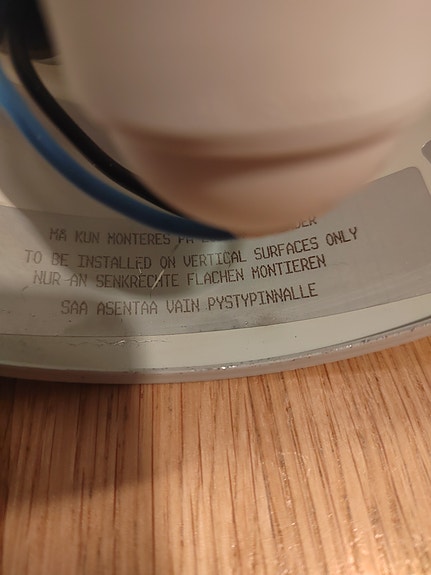 MÅ KUN MONTERES PÅ
TO BE INSTALLED ON VERTICAL SURFACES ONLY
NUR AN SENKRECHTE FLACHEN MONTIEREN
SAA ASENTAA VAIN PYSTYPINNALLE